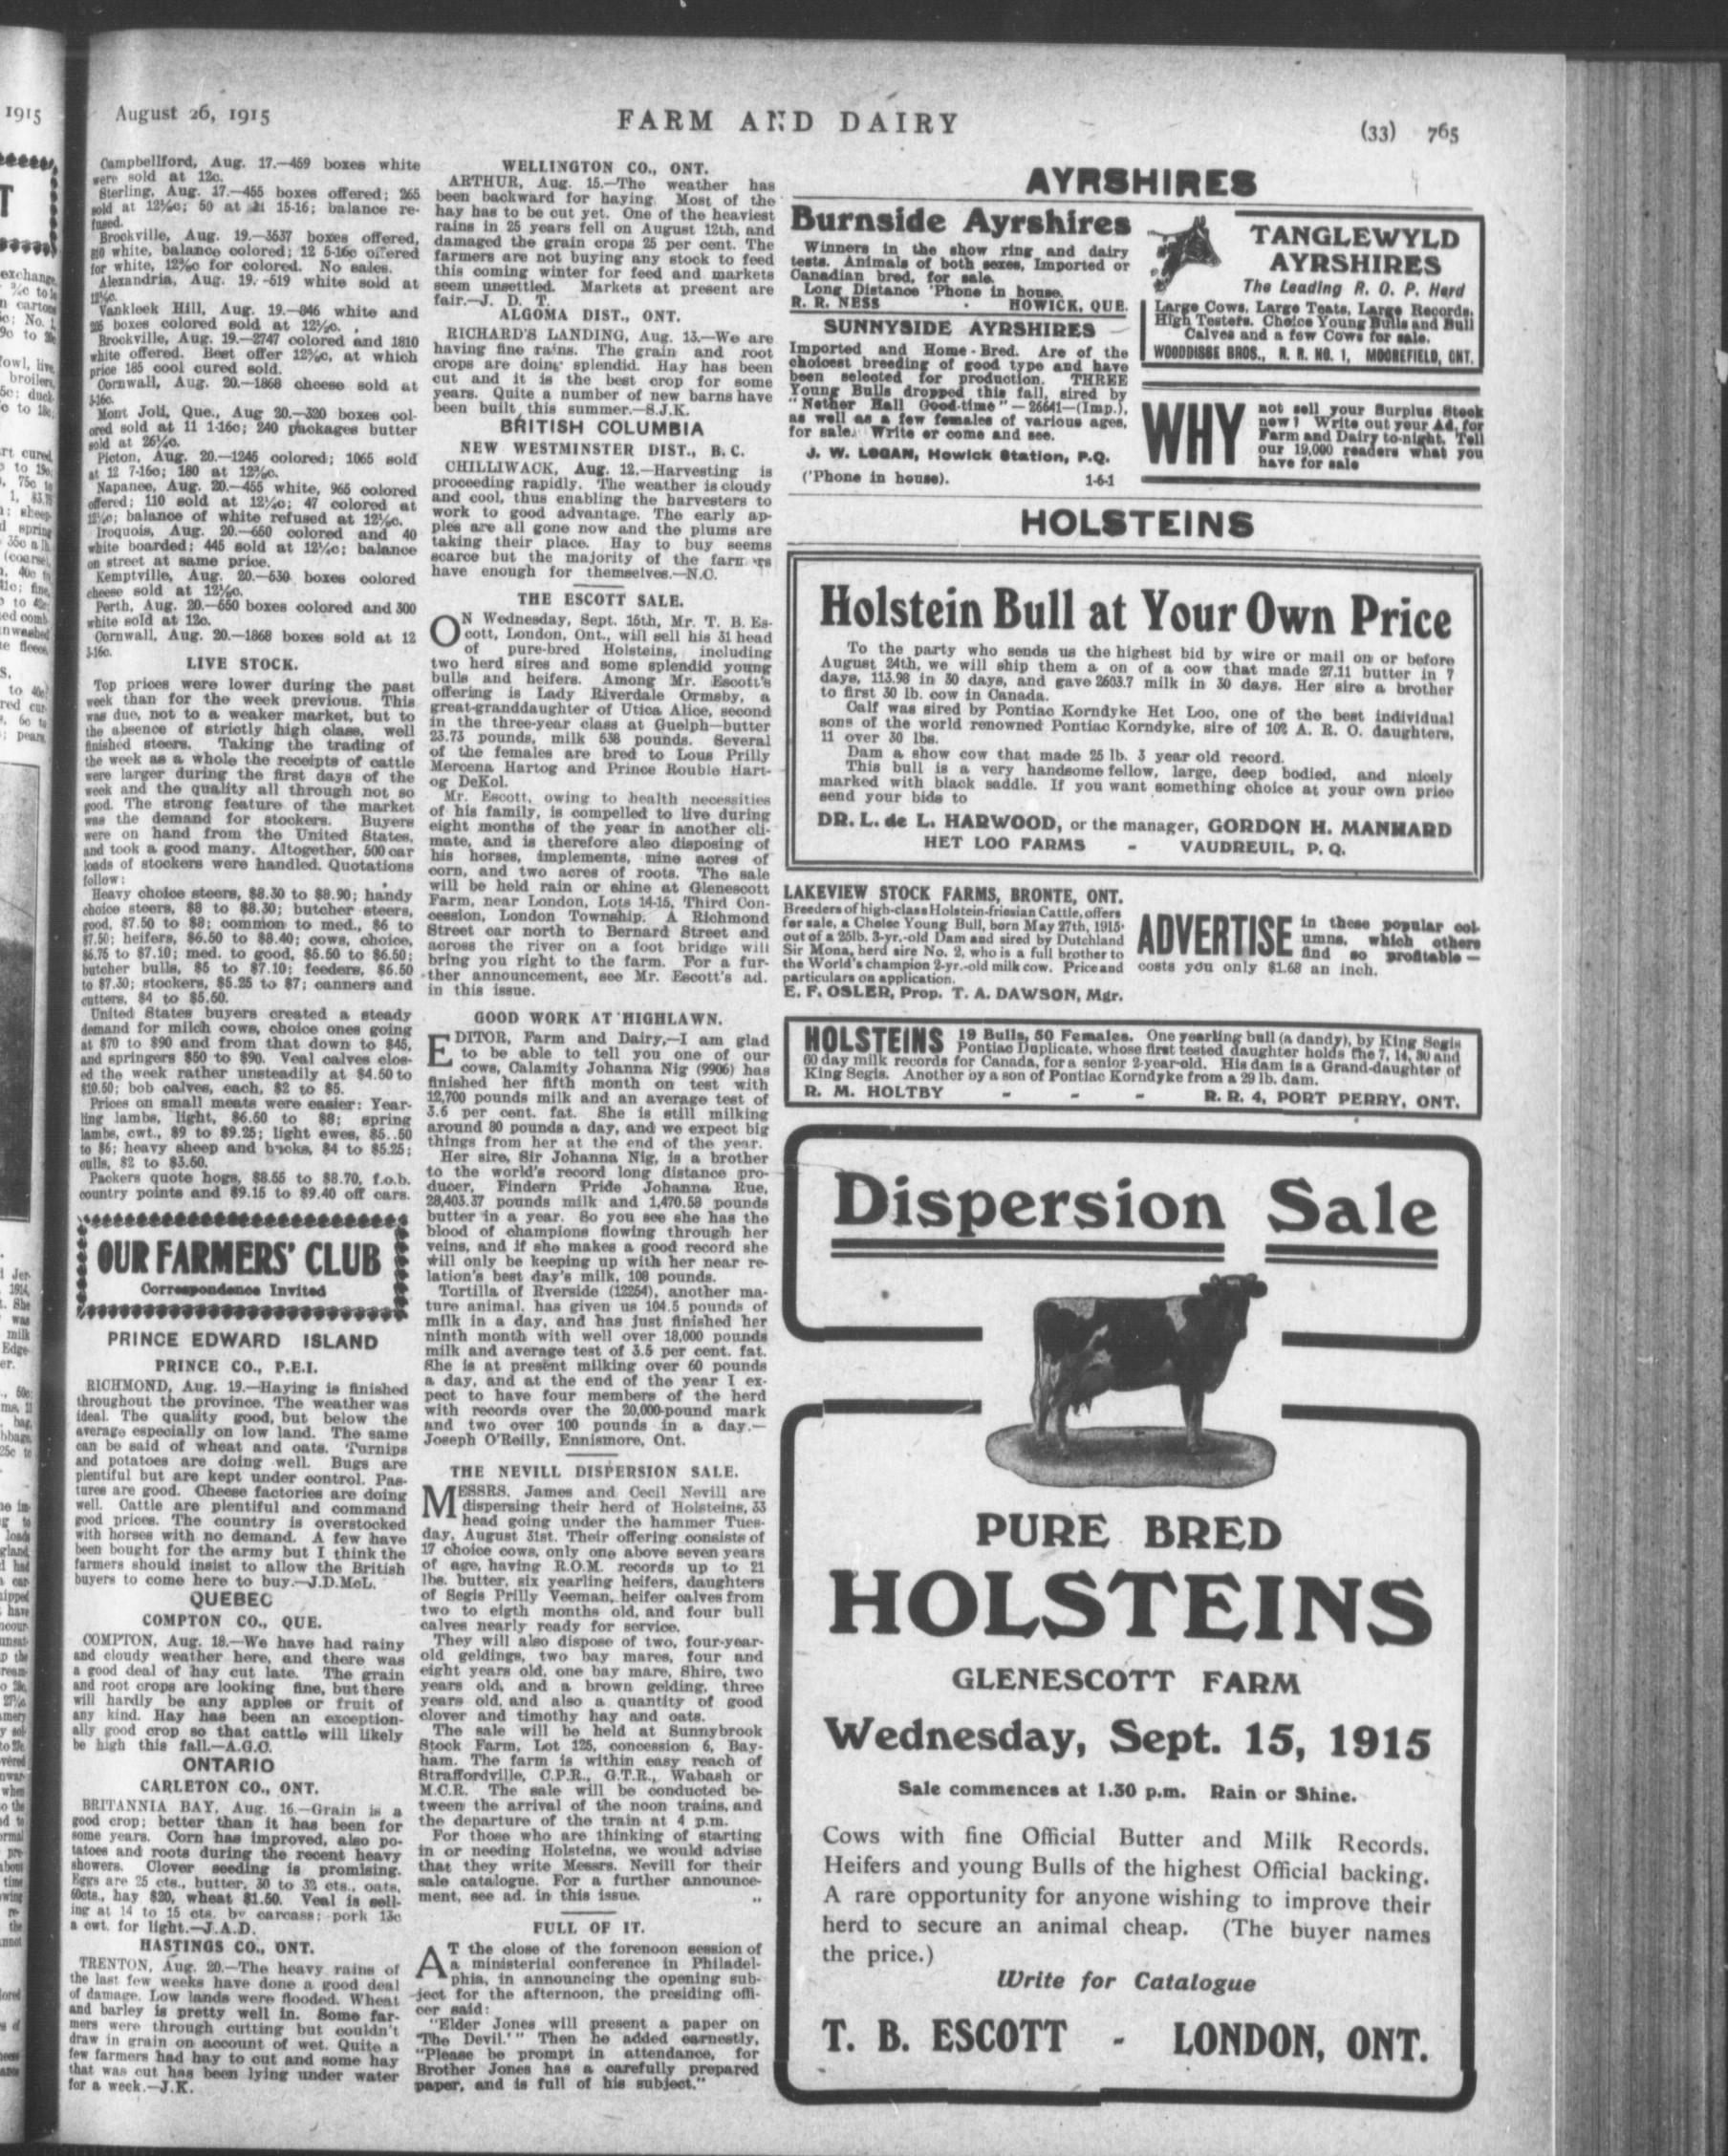 August 26, 1915
FARM AND DAIRY
(33) 765
Campbellford, Aug. 17.—459 boxes white
were sold at 12c.
Sterling, Aug. 17.—455 boxes offered; 265
sold at 12⅛c; 50 at 11 15-16; balance re-
fused.
Brockville, Aug. 19.—3637 boxes offered,
white, balance colored; 12 5-16c offered
for white, for colored. No sales.
Alexandria, Aug. 19.—619 white sold at
Vankleek Hill, Aug. 19.—846 white and
boxes colored sold at
Brockville, Aug. 19.—2747 colored and 1810
white offered. Best offer at which
price 185 cool cured sold.
Cornwall, Aug. 20.—1868 cheese sold at
3-16c.
Mont Joli, Que., Aug 20.—320 boxes col-
ored sold at 11 1-16c; 240 packages butter
sold at 26¼c.
Picton, Aug. 20.—1245 colored; 1065 sold
at 12 7-16c; 180 at
Napanee, Aug. 20.—455 white, 965 colored
offered; 110 sold at 12¼c; 47 colored at
balance of white refused at
Iroquois, Aug. 20.—650 colored and 40
white boarded; 445 sold at balance
on street at same price.
Kemptville, Aug. 20.—530 boxes colored
cheese sold at
Perth, Aug. 20.—550 boxes colored and 300
white sold at 12c.
Cornwall, Aug. 20.—1868 boxes sold at 12
3-16c.
LIVE STOCK.
Top prices were lower during the past
week than for the week previous. This
was due, not to a weaker market, but to
the absence of strictly high class, well
finished steers. Taking the trading of
the week as a whole the receipts of cattle
were larger during the first days of the
week and the quality all through not so
good. The strong feature of the market
was the demand for stockers. Buyers
were on hand from the United States,
and took a good many. Altogether, 500 car
loads of stockers were handled. Quotations
follow:
Heavy choice steers, $8.30 to $8.90; handy
choice steers, $8 to $8.30; butcher steers,
good, $7.50 to $8; common to med., $6 to
$7.50; heifers, $6.50 to $8.40; cows, choice,
$6.75 to $7.10; med. to good, $5.50 to $6.50;
butcher bulls, $5 to $7.10; feeders, $6.50
to $7.30; stockers, $5.25 to $7; canners and
cutters, $4 to $5.50.
United States buyers created a steady
demand for milch cows, choice ones going
at $70 to $90 and from that down to $45,
and springers $50 to $90. Veal calves clos-
ed the week rather unsteadily at $4.50 to
$10.50; bob calves, each, $2 to $5.
Prices on small meats were easier: Year-
ling lambs, light, $6.50 to $8; spring
lambs, cwt., $9 to $9.25; light ewes, $5..50
to $6; heavy sheep and bucks, $4 to $5.25;
culls, $2 to $3.50.
Packers quote hogs, $8.55 to $8.70, f.o.b.
country points and $9.15 to $9.40 off cars.
OUR FARMERS' CLUB
Correspondence Invited
PRINCE EDWARD ISLAND
PRINCE CO., P.E.I.
RICHMOND, Aug. 19.—Haying is finished
throughout the province. The weather was
ideal. The quality good, but below the
average especially on low land. The same
can be said of wheat and oats. Turnips
and potatoes are doing well. Bugs are
plentiful but are kept under control. Pas-
tures are good. Cheese factories are doing
well. Cattle are plentiful and command
good prices. The country is overstocked
with horses with no demand. A few have
been bought for the army but I think the
farmers should insist to allow the British
buyers to come here to buy.—J.D.McL.
QUEBEC
COMPTON CO., QUE.
COMPTON, Aug. 18.—We have had rainy
and cloudy weather here, and there was
a good deal of hay cut late. The grain
and root crops are looking fine, but there
will hardly be any apples or fruit of
any kind. Hay has been an exception-
ally good crop so that cattle will likely
be high this fall.—A.G.O.
ONTARIO
CARLETON CO., ONT.
BRITANNIA BAY, Aug. 16.—Grain is a
good crop; better than it has been for
some years. Corn has improved, also po-
tatoes and roots during the recent heavy
showers. Clover seeding is promising.
Eggs are 25 cts., butter, 30 to 32 cts., oats,
60cts., hay $20, wheat $1.50. Veal is sell-
ing at 14 to 15 cts. by carcass; pork 13c
a cwt. for light.—J.A.D.
HASTINGS CO., ONT.
TRENTON, Aug. 20.—The heavy rains of
the last few weeks have done a good deal
of damage. Low lands were flooded. Wheat
and barley is pretty well in. Some far-
mers were through cutting but couldn't
draw in grain on account of wet. Quite a
few farmers had hay to cut and some hay
that was cut has been lying under water
for a week.—J.K.
WELLINGTON CO., ONT.
ARTHUR, Aug. 15.—The weather has
been backward for haying. Most of the
hay has to be cut yet. One of the heaviest
rains in 25 years fell on August 12th, and
damaged the grain crops 25 per cent. The
farmers are not buying any stock to feed
this coming winter for feed and markets
seem unsettled. Markets at present are
fair.—J. D. T.
ALGOMA DIST., ONT.
RICHARD'S LANDING, Aug. 13.—We are
having fine rains. The grain and root
crops are doing splendid. Hay has been
cut and it is the best crop for some
years. Quite a number of new barns have
been built this summer.—S.J.K.
BRITISH COLUMBIA
NEW WESTMINSTER DIST., B. C.
CHILLIWACK, Aug. 12.—Harvesting is
proceeding rapidly. The weather is cloudy
and cool, thus enabling the harvesters to
work to good advantage. The early ap-
ples are all gone now and the plums are
taking their place. Hay to buy seems
scarce but the majority of the farmers
have enough for themselves.—N.C.
THE ESCOTT SALE.
ON Wednesday, Sept. 15th, Mr. T. B. Es-
cott, London, Ont., will sell his 31 head
of pure-bred Holsteins, including
two herd sires and some splendid young
bulls and heifers. Among Mr. Escott's
offering is Lady Riverdale Ormsby, a
great-granddaughter of Utica Alice, second
in the three-year class at Guelph—butter
23.73 pounds, milk 538 pounds. Several
of the females are bred to Lous Prilly
Mercena Hartog and Prince Rouble Hart-
og DeKol.
Mr. Escott, owing to health necessities
of his family, is compelled to live during
eight months of the year in another cli-
mate, and is therefore also disposing of
his horses, implements, nine acres of
corn, and two acres of roots. The sale
will be held rain or shine at Glenescott
Farm, near London, Lots 14-15, Third Con-
cession, London Township. A Richmond
Street car north to Bernard Street and
across the river on a foot bridge will
bring you right to the farm. For a fur-
ther announcement, see Mr. Escott's ad.
in this issue.
GOOD WORK AT HIGHLAWN.
EDITOR, Farm and Dairy,—I am glad
to be able to tell you one of our
cows, Calamity Johanna Nig (9906) has
finished her fifth month on test with
12,700 pounds milk and an average test of
3.6 per cent. fat. She is still milking
around 80 pounds a day, and we expect big
things from her at the end of the year.
Her sire, Sir Johanna Nig, is a brother
to the world's record long distance pro-
ducer, Findern Pride Johanna Rue,
28,403.37 pounds milk and 1,470.58 pounds
butter in a year. So you see she has the
blood of champions flowing through her
veins, and if she makes a good record she
will only be keeping up with her near re-
lation's best day's milk, 108 pounds.
Tortilla of Rverside (12254), another ma-
ture animal, has given us 104.5 pounds of
milk in a day, and has just finished her
ninth month with well over 18,000 pounds
milk and average test of 3.5 per cent. fat.
She is at present milking over 60 pounds
a day, and at the end of the year I ex-
pect to have four members of the herd
with records over the 20,000-pound mark
and two over 100 pounds in a day.—
Joseph O'Reilly, Ennismore, Ont.
THE NEVILL DISPERSION SALE.
MESSRS. James and Cecil Nevill are
dispersing their herd of Holsteins, 33
head going under the hammer Tues-
day, August 31st. Their offering consists of
17 choice cows, only one above seven years
of age, having R.O.M. records up to 21
lbs. butter, six yearling heifers, daughters
of Segis Prilly Veeman, heifer calves from
two to eigth months old, and four bull
calves nearly ready for service.
They will also dispose of two, four-year-
old geldings, two bay mares, four and
eight years old, one bay mare, Shire, two
years old, and a brown gelding, three
years old, and also a quantity of good
clover and timothy hay and oats.
The sale will be held at Sunnybrook
Stock Farm, Lot 125, concession 6, Bay-
ham. The farm is within easy reach of
Straffordville, C.P.R., G.T.R., Wabash or
M.C.R. The sale will be conducted be-
tween the arrival of the noon trains, and
the departure of the train at 4 p.m.
For those who are thinking of starting
in or needing Holsteins, we would advise
that they write Messrs. Nevill for their
sale catalogue. For a further announce-
ment, see ad. in this issue.
FULL OF IT.
AT the close of the forenoon session of
a ministerial conference in Philadel-
phia, in announcing the opening sub-
ject for the afternoon, the presiding offi-
cer said:
"Elder Jones will present a paper on
'The Devil.'" Then he added earnestly,
"Please be prompt in attendance, for
Brother Jones has a carefully prepared
paper, and is full of his subject."
AYRSHIRES
Burnside Ayrshires
Winners in the show ring and dairy
tests. Animals of both sexes, Imported or
Canadian bred, for sale.
Long Distance 'Phone in house.
R. R. NESS - HOWICK, QUE.
SUNNYSIDE AYRSHIRES
Imported and Home-Bred. Are of the
choicest breeding of good type and have
been selected for production. THREE
Young Bulls dropped this fall, sired by
"Nether Hall Good-time"—26641—(Imp.),
as well as a few females of various ages,
for sale. Write or come and see.
J. W. LOGAN, Howick Station, P.Q.
('Phone in house). 1-6-1
TANGLEWYLD
AYRSHIRES
The Leading R. O. P. Herd
Large Cows, Large Teats, Large Records,
High Testers. Choice Young Bulls and Bull
Calves and a few Cows for sale.
WOODDISSE BROS., R. R. NO. 1, MOOREFIELD, ONT.
WHY not sell your Surplus Stock
now? Write out your Ad. for
Farm and Dairy to-night. Tell
our 19,000 readers what you
have for sale
HOLSTEINS
Holstein Bull at Your Own Price
To the party who sends us the highest bid by wire or mail on or before
August 24th, we will ship them a on of a cow that made 27.11 butter in 7
days, 113.98 in 30 days, and gave 2603.7 milk in 30 days. Her sire a brother
to first 30 lb. cow in Canada.
Calf was sired by Pontiac Korndyke Het Loo, one of the best individual
sons of the world renowned Pontiac Korndyke, sire of 102 A. R. O. daughters,
11 over 30 lbs.
Dam a show cow that made 25 lb. 3 year old record.
This bull is a very handsome fellow, large, deep bodied, and nicely
marked with black saddle. If you want something choice at your own price
send your bids to
DR. L. de L. HARWOOD, or the manager, GORDON H. MANHARD
HET LOO FARMS - VAUDREUIL, P. Q.
LAKEVIEW STOCK FARMS, BRONTE, ONT.
Breeders of high-class Holstein-friesian Cattle, offers
for sale, a Choice Young Bull, born May 27th, 1915.
out of a 25lb. 3-yr.-old Dam and sired by Dutchland
Sir Mona, herd sire No. 2, who is a full brother to
the World's champion 2-yr.-old milk cow. Price and
particulars on application.
E. F. OSLER, Prop. T. A. DAWSON, Mgr.
ADVERTISE in these popular col-
umns, which others
find so profitable—
costs you only $1.68 an inch.
HOLSTEINS 19 Bulls, 50 Females. One yearling bull (a dandy), by King Segis
Pontiac Duplicate, whose first tested daughter holds the 7, 14, 30 and
60 day milk records for Canada, for a senior 2-year-old. His dam is a Grand-daughter of
King Segis. Another by a son of Pontiac Korndyke from a 29 lb. dam.
R. M. HOLTBY - - - R. R. 4, PORT PERRY, ONT.
Dispersion Sale
PURE BRED
HOLSTEINS
GLENESCOTT FARM
Wednesday, Sept. 15, 1915
Sale commences at 1.30 p.m. Rain or Shine.
Cows with fine Official Butter and Milk Records.
Heifers and young Bulls of the highest Official backing.
A rare opportunity for anyone wishing to improve their
herd to secure an animal cheap. (The buyer names
the price.)
Write for Catalogue
T. B. ESCOTT - LONDON, ONT.